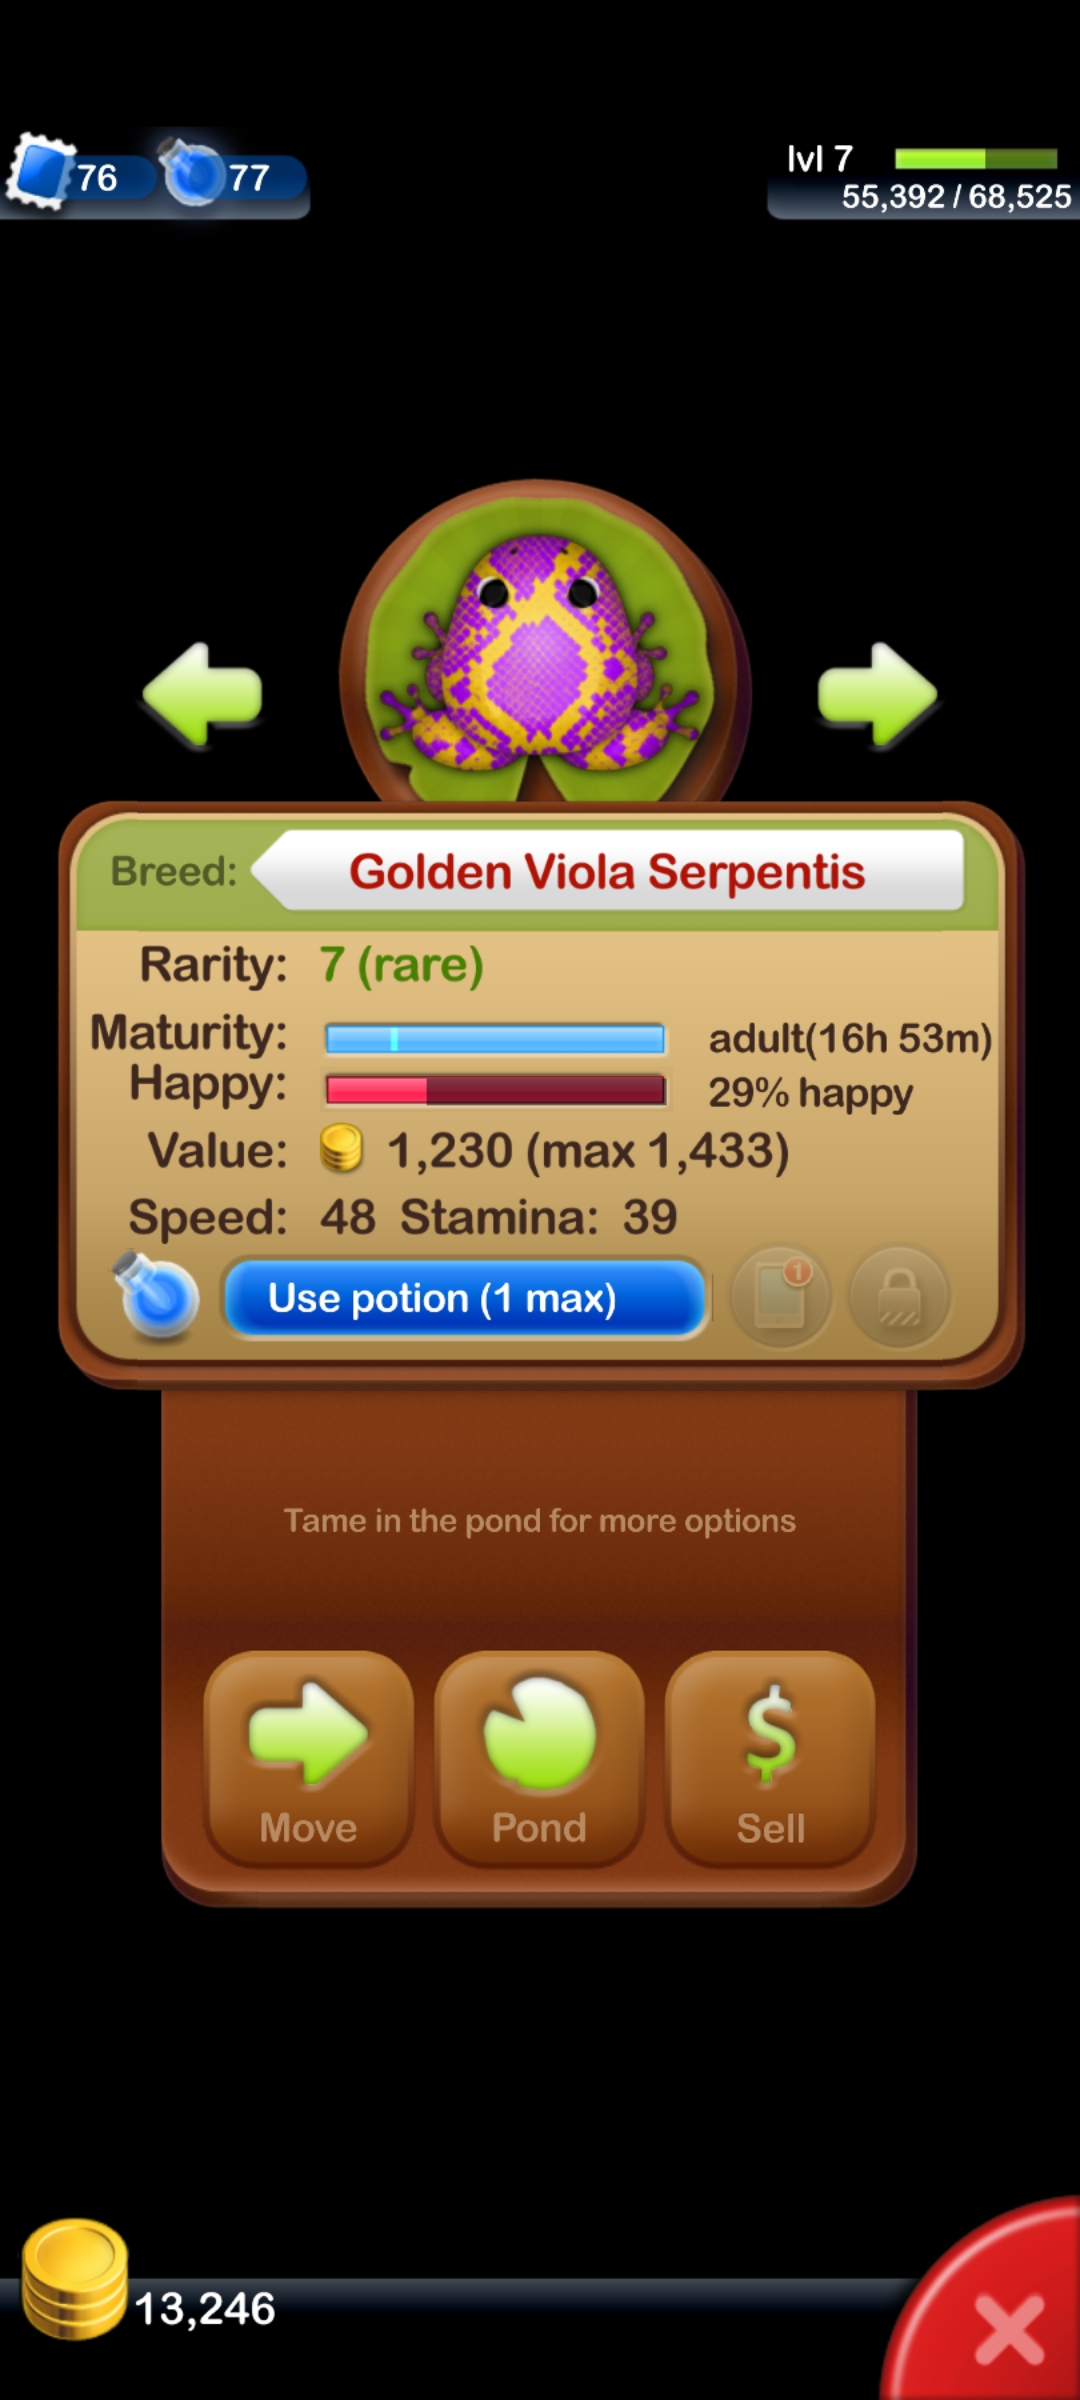 76 77
lvl 7
55,392 / 68,525
Breed: Golden Viola Serpentis
Rarity: 7 (rare)
Maturity: adult(16h 53m)
Happy: 29% happy
Value: 1,230 (max 1,433)
Speed: 48 Stamina: 39
Use potion (1 max) 1
Tame in the pond for more options
Move Pond Sell
13,246